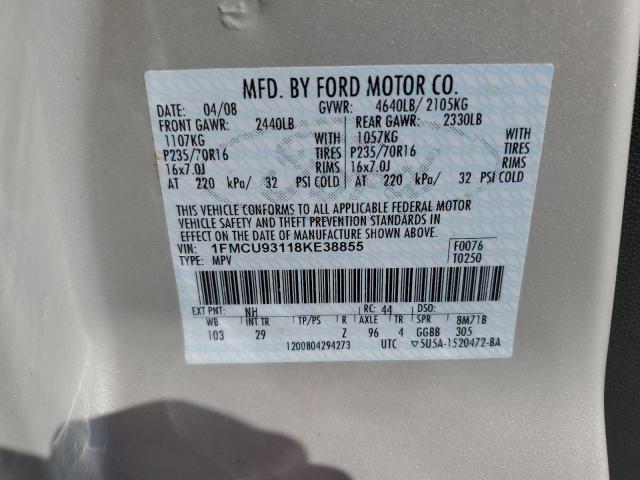 MFD. BY FORD MOTOR CO.
DATE: 04/08 GVWR: 4640LB/ 2105KG
FRONT GAWR: 2440LB REAR GAWR: 2330LB
1107KG WITH 1057KG WITH
P235/70R16 TIRES P235/70R16 TIRES
16x7.0J RIMS 16x7.0J RIMS
AT 220 kPa/ 32 PSI COLD AT 220 kPa/ 32 PSI COLD
THIS VEHICLE CONFORMS TO ALL APPLICABLE FEDERAL MOTOR
VEHICLE SAFETY AND THEFT PREVENTION STANDARDS IN
EFFECT ON THE DATE OF MANUFACTURE SHOWN ABOVE.
VIN: 1FMCU93118KE38855 F0076
TYPE: MPV T0250
EXT PNT: NH RC: 44 DSO:
WB INT TR TP/PS R AXLE TR SPR 8M71B
103 29 Z 96 4 GGBB 305
1200804294273 UTC ▽5U5A-1520472-BA